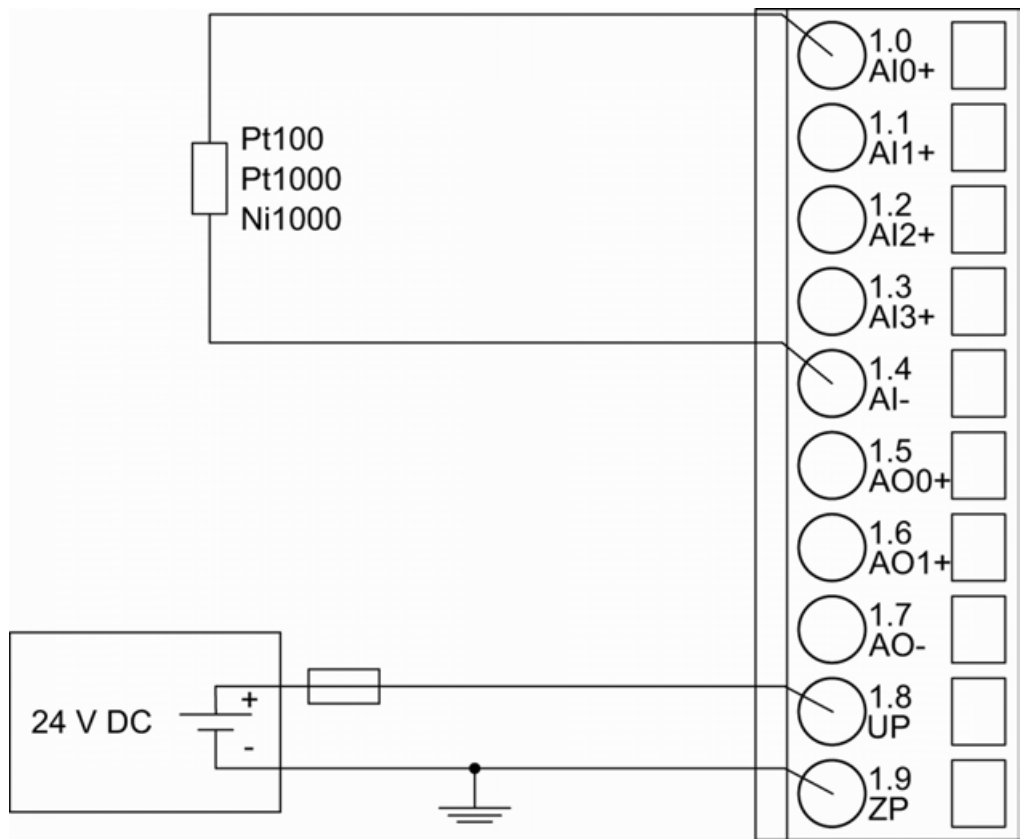 Pt100
Pt1000
Ni1000
24 V DC
+
-
1.0
AI0+
1.1
AI1+
1.2
AI2+
1.3
AI3+
1.4
AI-
1.5
AO0+
1.6
AO1+
1.7
AO-
1.8
UP
1.9
ZP